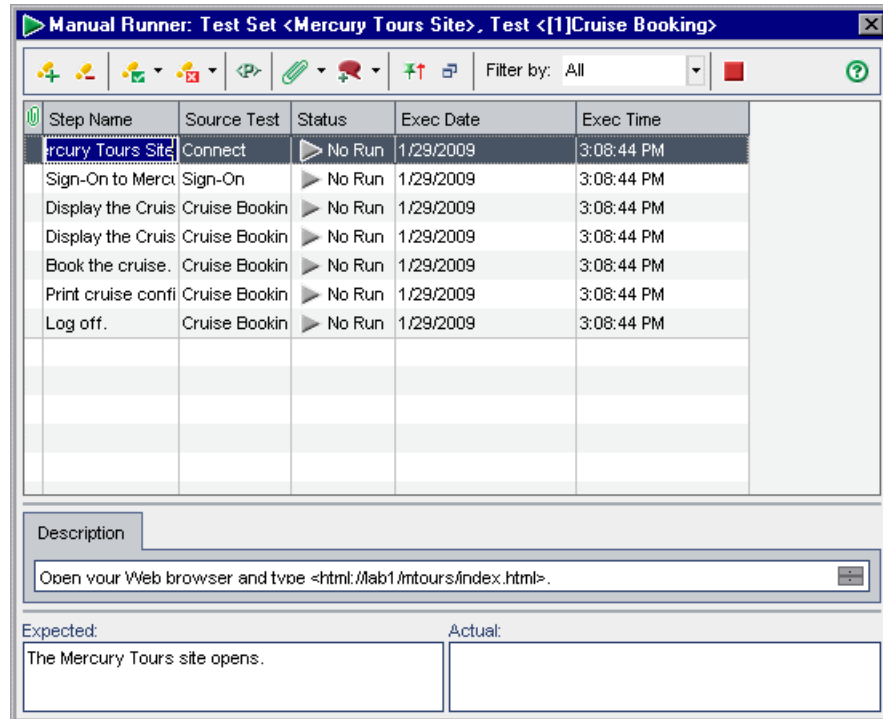 Manual Runner: Test Set <Mercury Tours Site>, Test <[1]Cruise Booking>
<P> Filter by: All ?
Step Name Source Test Status Exec Date Exec Time
ercury Tours Site Connect No Run 1/29/2009 3:08:44 PM
Sign-On to Mercu Sign-On No Run 1/29/2009 3:08:44 PM
Display the Cruis Cruise Bookin No Run 1/29/2009 3:08:44 PM
Display the Cruis Cruise Bookin No Run 1/29/2009 3:08:44 PM
Book the cruise. Cruise Bookin No Run 1/29/2009 3:08:44 PM
Print cruise confi Cruise Bookin No Run 1/29/2009 3:08:44 PM
Log off. Cruise Bookin No Run 1/29/2009 3:08:44 PM
Description
Open your Web browser and type <html://lab1/mtours/index.html>.
Expected: Actual:
The Mercury Tours site opens.